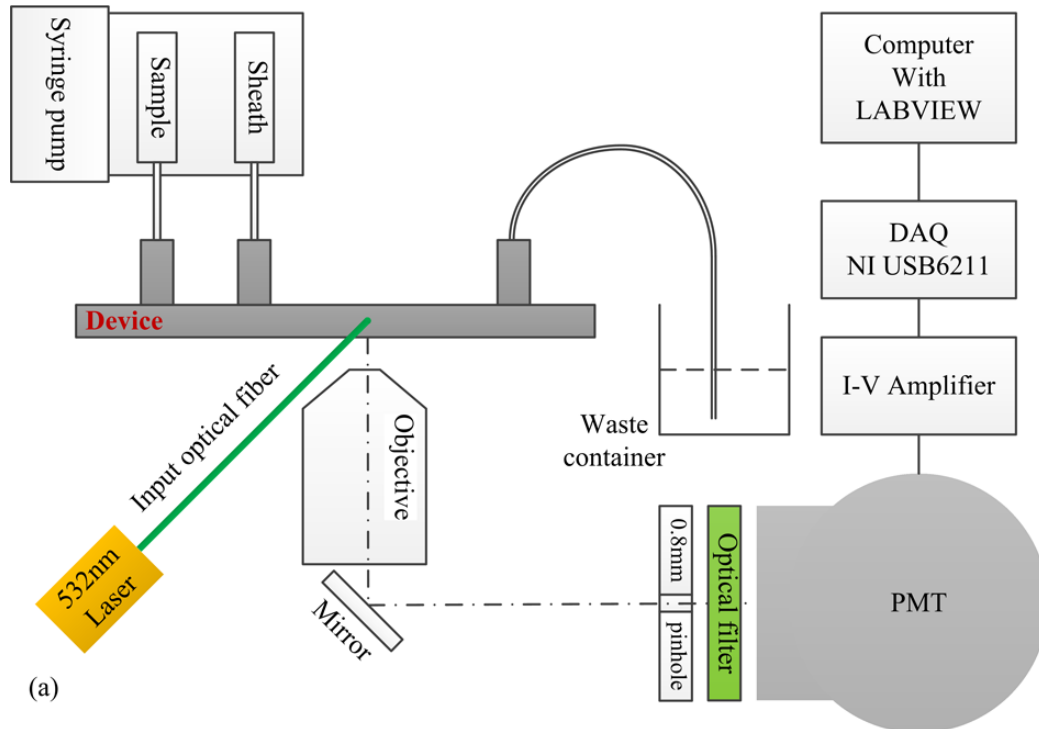 Syringe pump
Sample
Sheath
Computer
With
LABVIEW
DAQ
NI USB6211
I-V Amplifier
Device
Input optical fiber
Objective
Waste
container
532nm
Laser
Mirror
0.8mm
pinhole
Optical filter
PMT
(a)